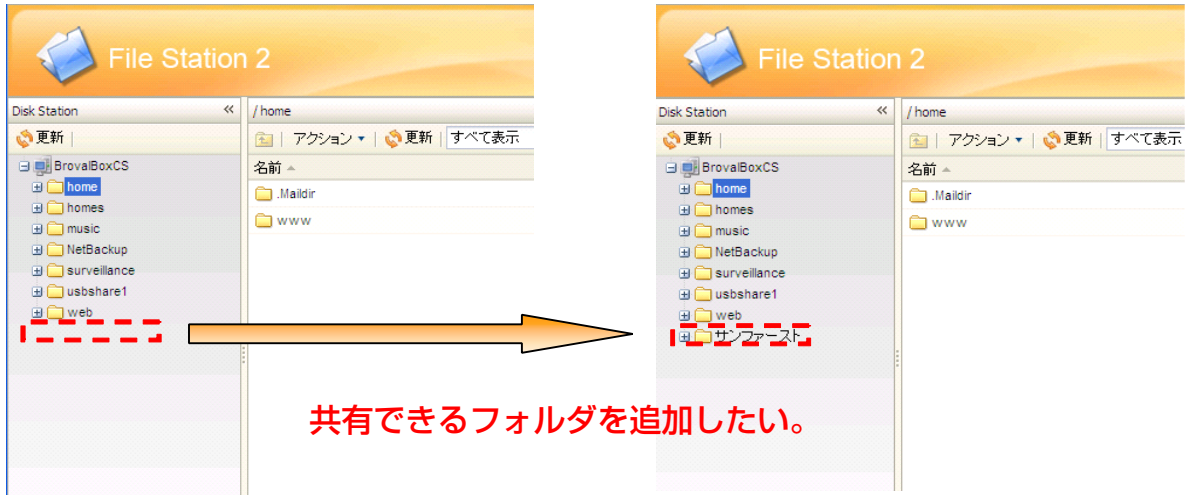 File Station 2
Disk Station
/ home
更新
アクション
更新
すべて表示
BrovalBoxCS
名前
home
.Maildir
homes
www
music
NetBackup
surveillance
usbshare1
web
File Station 2
Disk Station
/ home
更新
アクション
更新
すべて表示
BrovalBoxCS
名前
home
.Maildir
homes
www
music
NetBackup
surveillance
usbshare1
web
サンファースト
共有できるフォルダを追加したい。